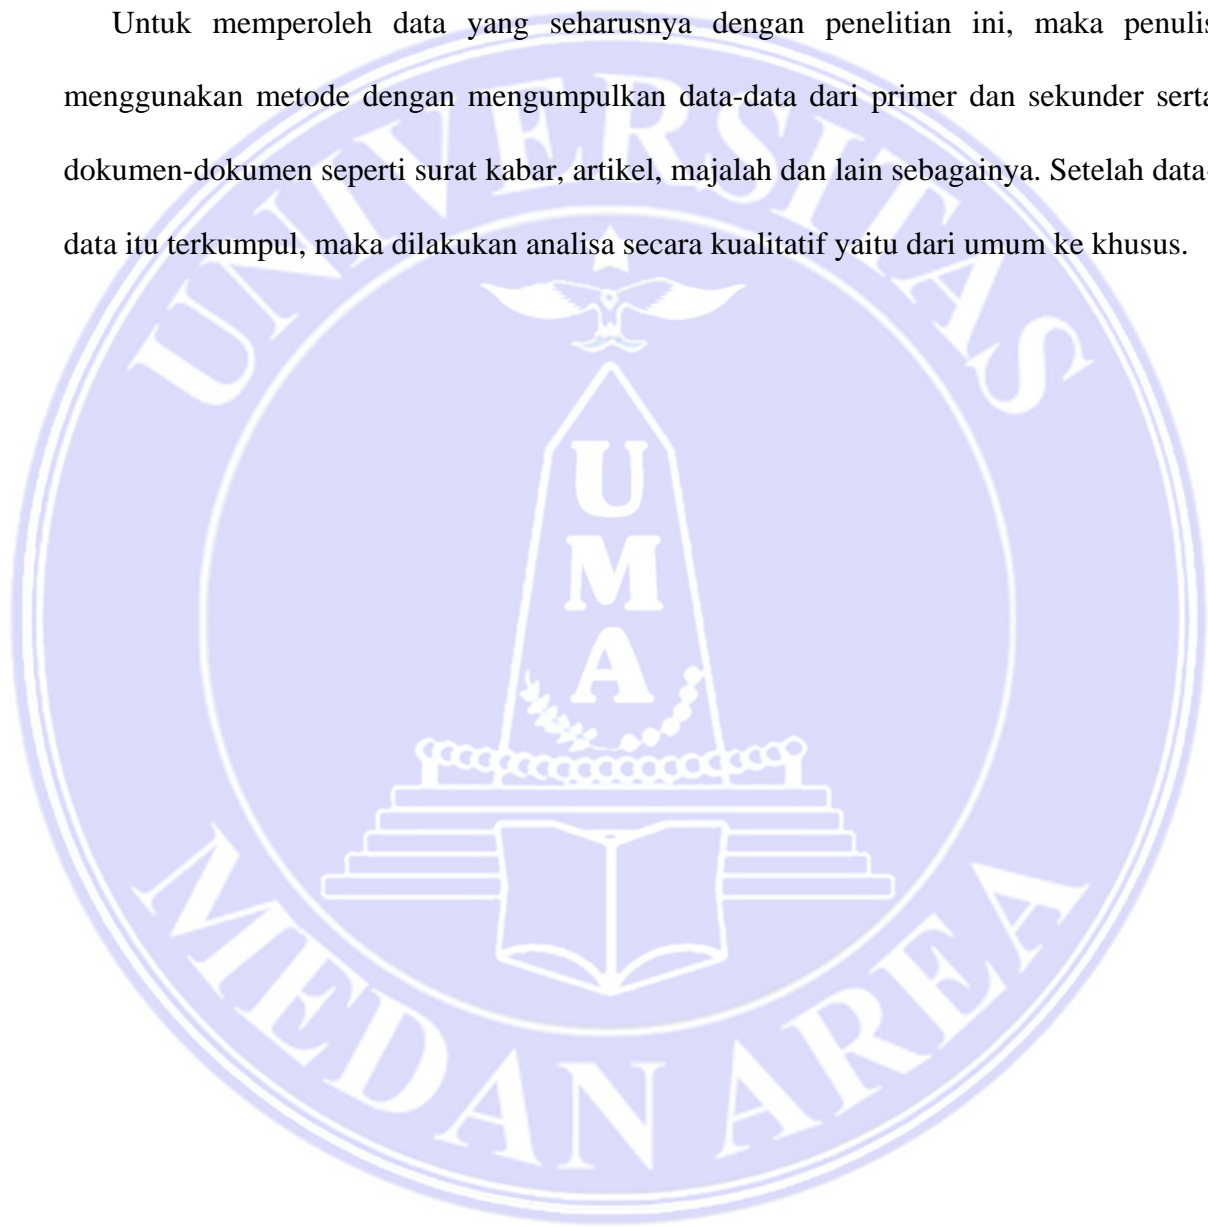 Untuk memperoleh data yang seharusnya dengan penelitian ini, maka penulis
menggunakan metode dengan mengumpulkan data-data dari primer dan sekunder serta
dokumen-dokumen seperti surat kabar, artikel, majalah dan lain sebagainya. Setelah data-
data itu terkumpul, maka dilakukan analisa secara kualitatif yaitu dari umum ke khusus.
UNIVERSITAS
U
M
A
MEDAN AREA